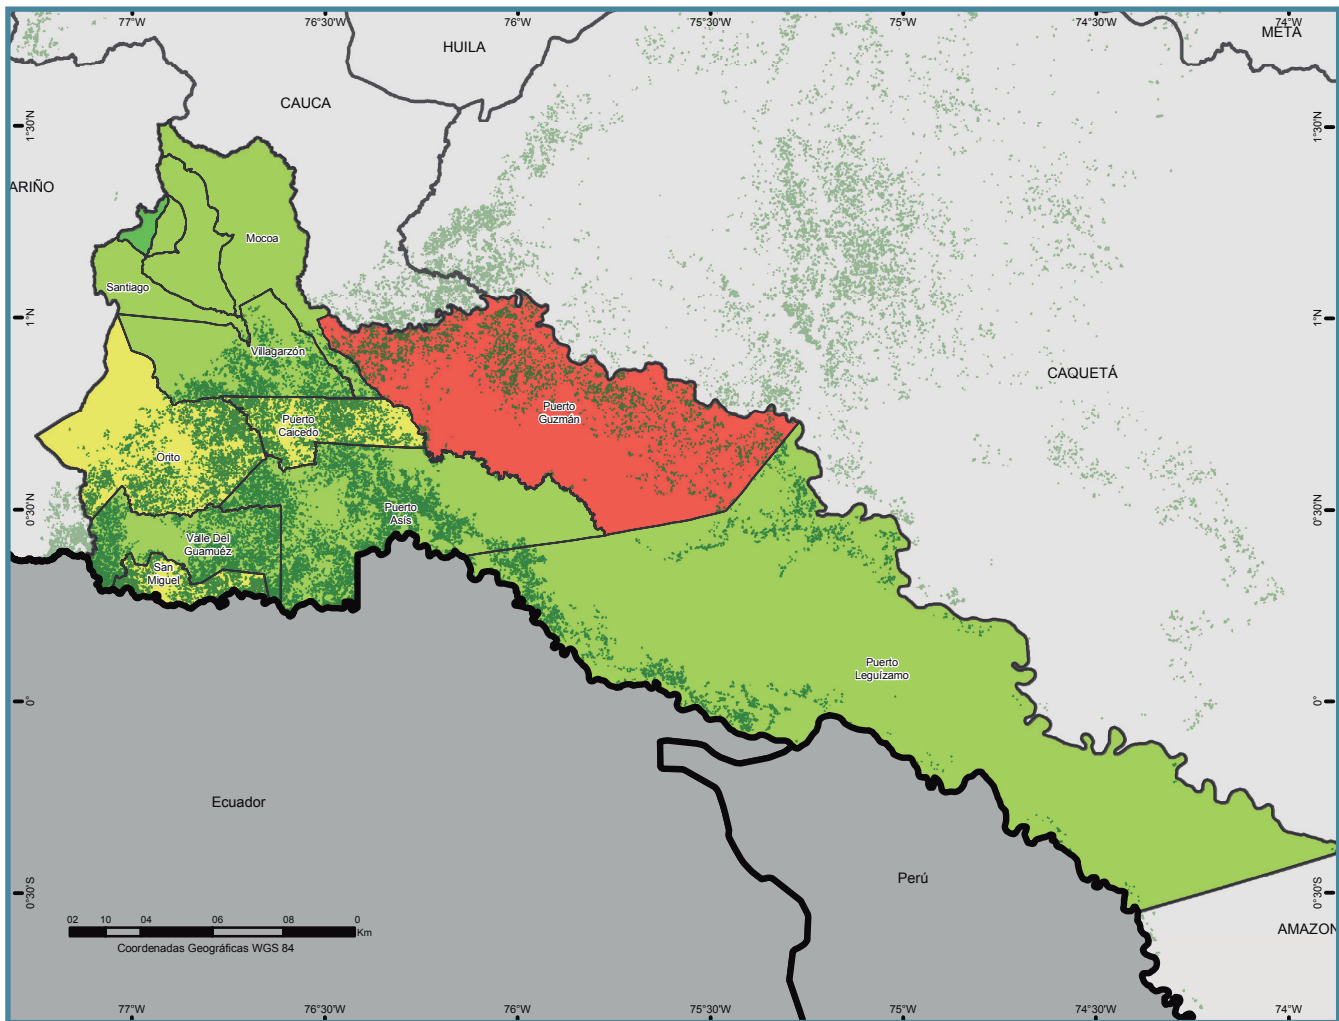 77°W 76°30'W 76°W 75°30'W 75°W 74°30'W 74°W
META
HUILA
CAUCA
1°30'N
1°30'N
ARIÑO
Mocoa
Santiago
1°N
1°N
Villagarzón
CAQUETÁ
Puerto
Guzmán
Puerto
Caicedo
Orito
0°30'N
0°30'N
Puerto
Asís
Valle Del
Guamuéz
San
Miguel
Puerto
Leguízamo
0°
0°
Ecuador
Perú
0°30'S
0°30'S
02 10 04 06 08 0
Km
AMAZON
Coordenadas Geográficas WGS 84
77°W 76°30'W 76°W 75°30'W 75°W 74°30'W 74°W